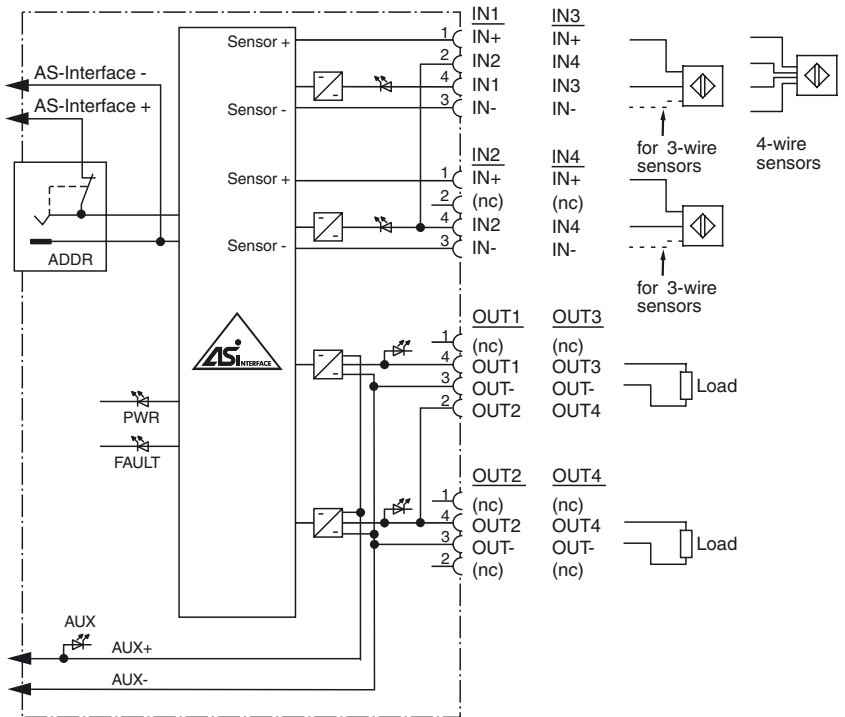 IN1 IN3
1 Sensor + IN+ IN+
2 IN2 IN4
AS-Interface -
4 IN1 IN3
AS-Interface +
3 Sensor - IN- IN-
for 3-wire
sensors
4-wire
sensors
IN2 IN4
1 Sensor + IN+ IN+
2 (nc) (nc)
4 IN2 IN4
3 Sensor - IN- IN-
ADDR
for 3-wire
sensors
OUT1 OUT3
1 (nc) (nc)
ASi INTERFACE
4 OUT1 OUT3
3 OUT- OUT- Load
2 OUT2 OUT4
PWR
FAULT
OUT2 OUT4
1 (nc) (nc)
4 OUT2 OUT4
3 OUT- OUT- Load
2 (nc) (nc)
AUX
AUX+
AUX-